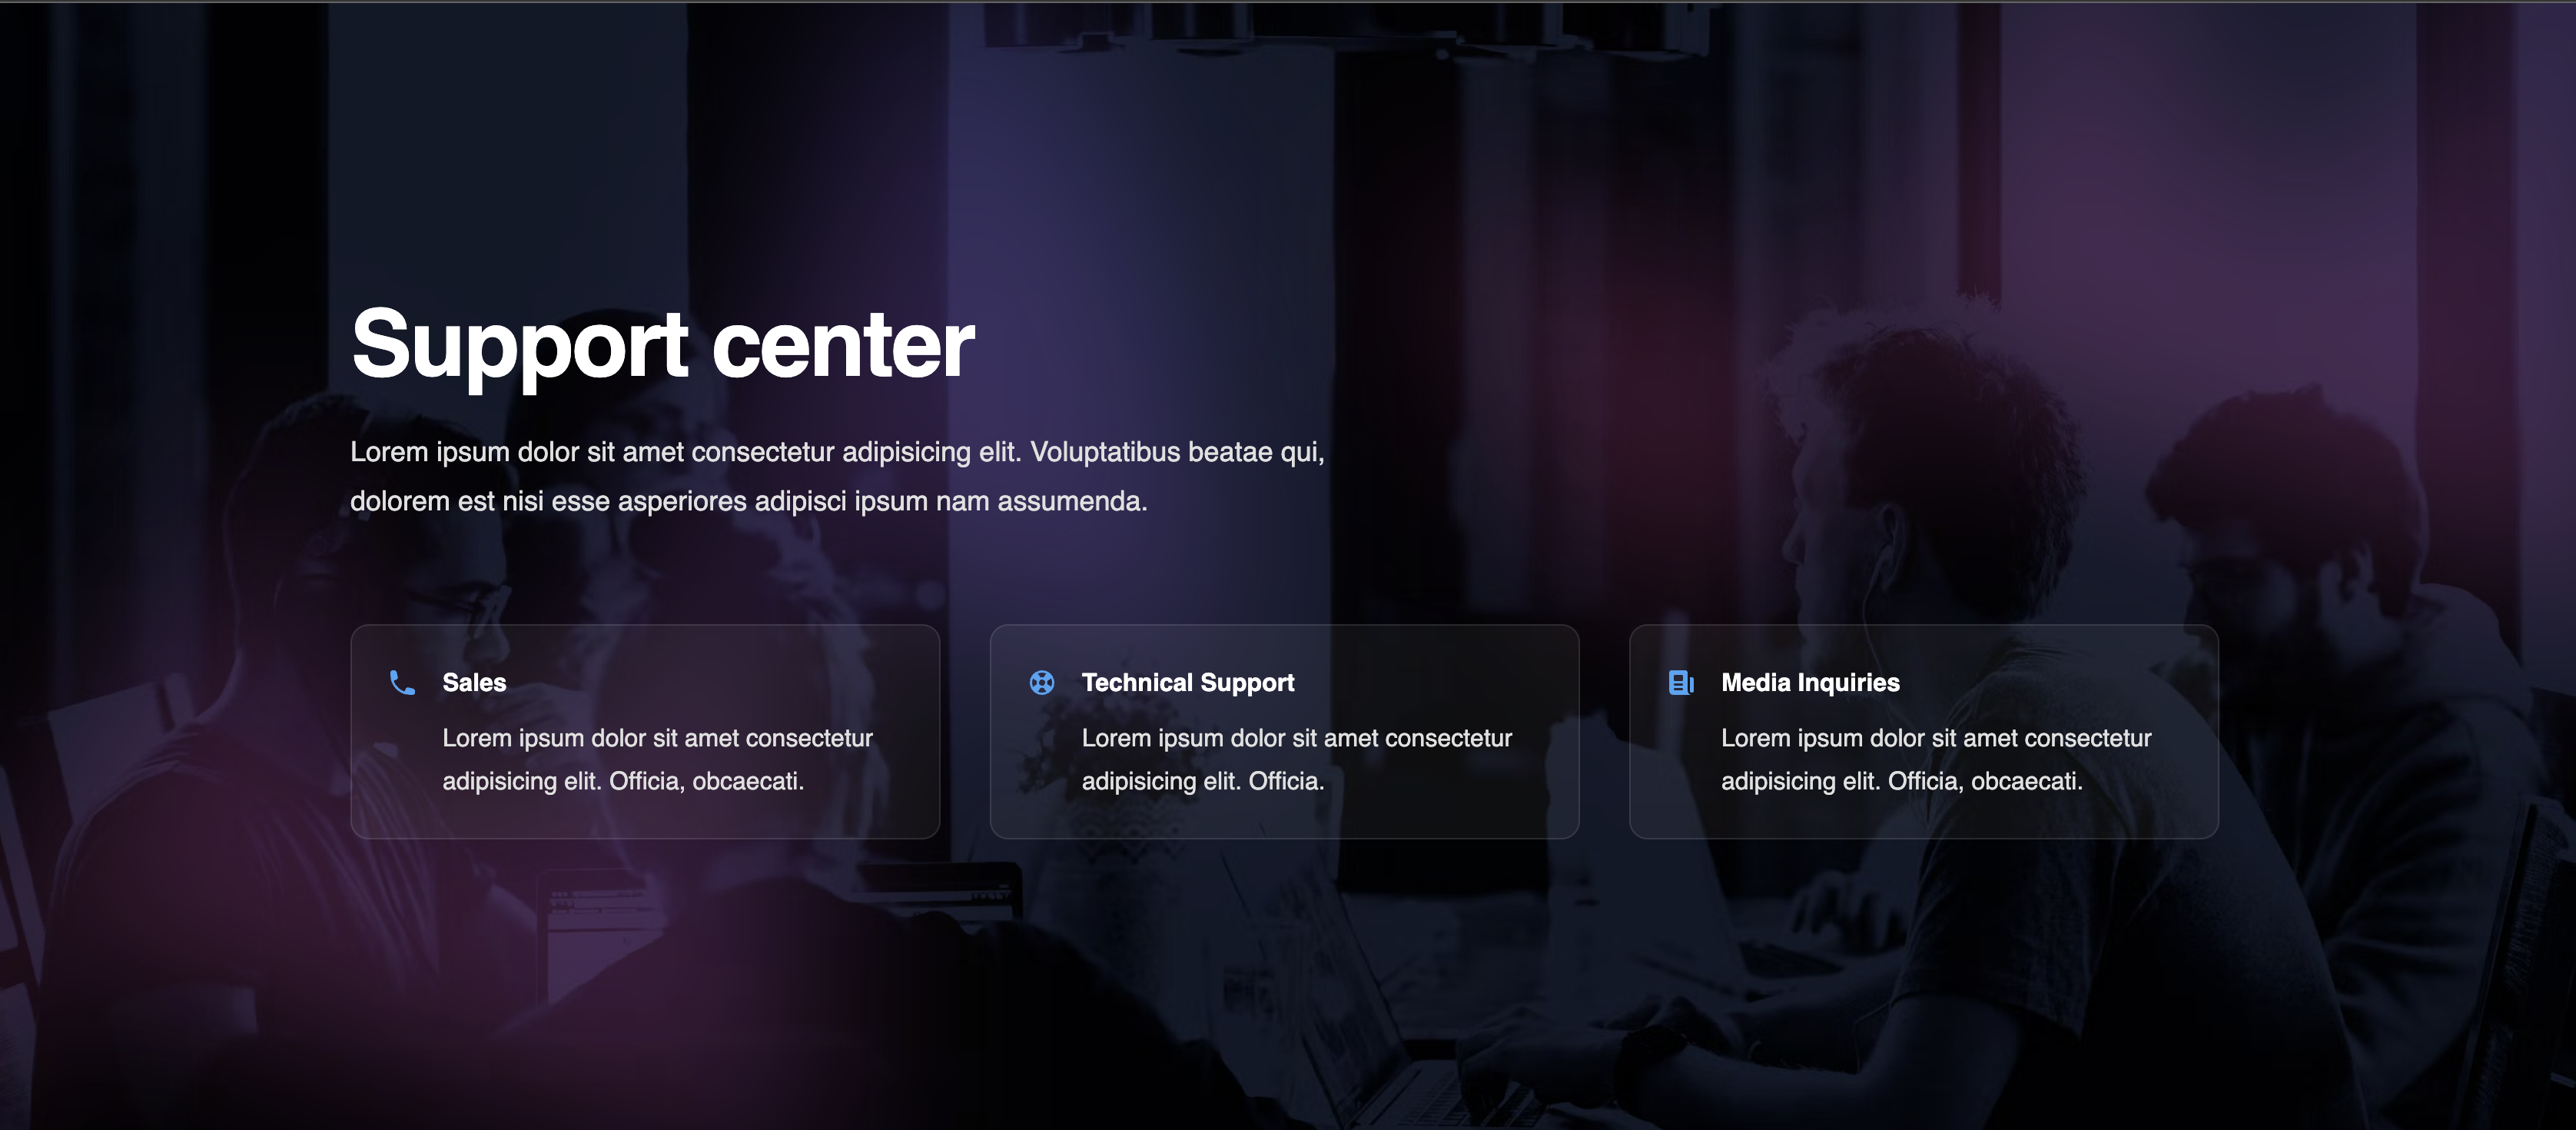 Support center
Lorem ipsum dolor sit amet consectetur adipisicing elit. Voluptatibus beatae qui,
dolorem est nisi esse asperiores adipisci ipsum nam assumenda.
Sales
Lorem ipsum dolor sit amet consectetur
adipisicing elit. Officia, obcaecati.
Technical Support
Lorem ipsum dolor sit amet consectetur
adipisicing elit. Officia.
Media Inquiries
Lorem ipsum dolor sit amet consectetur
adipisicing elit. Officia, obcaecati.